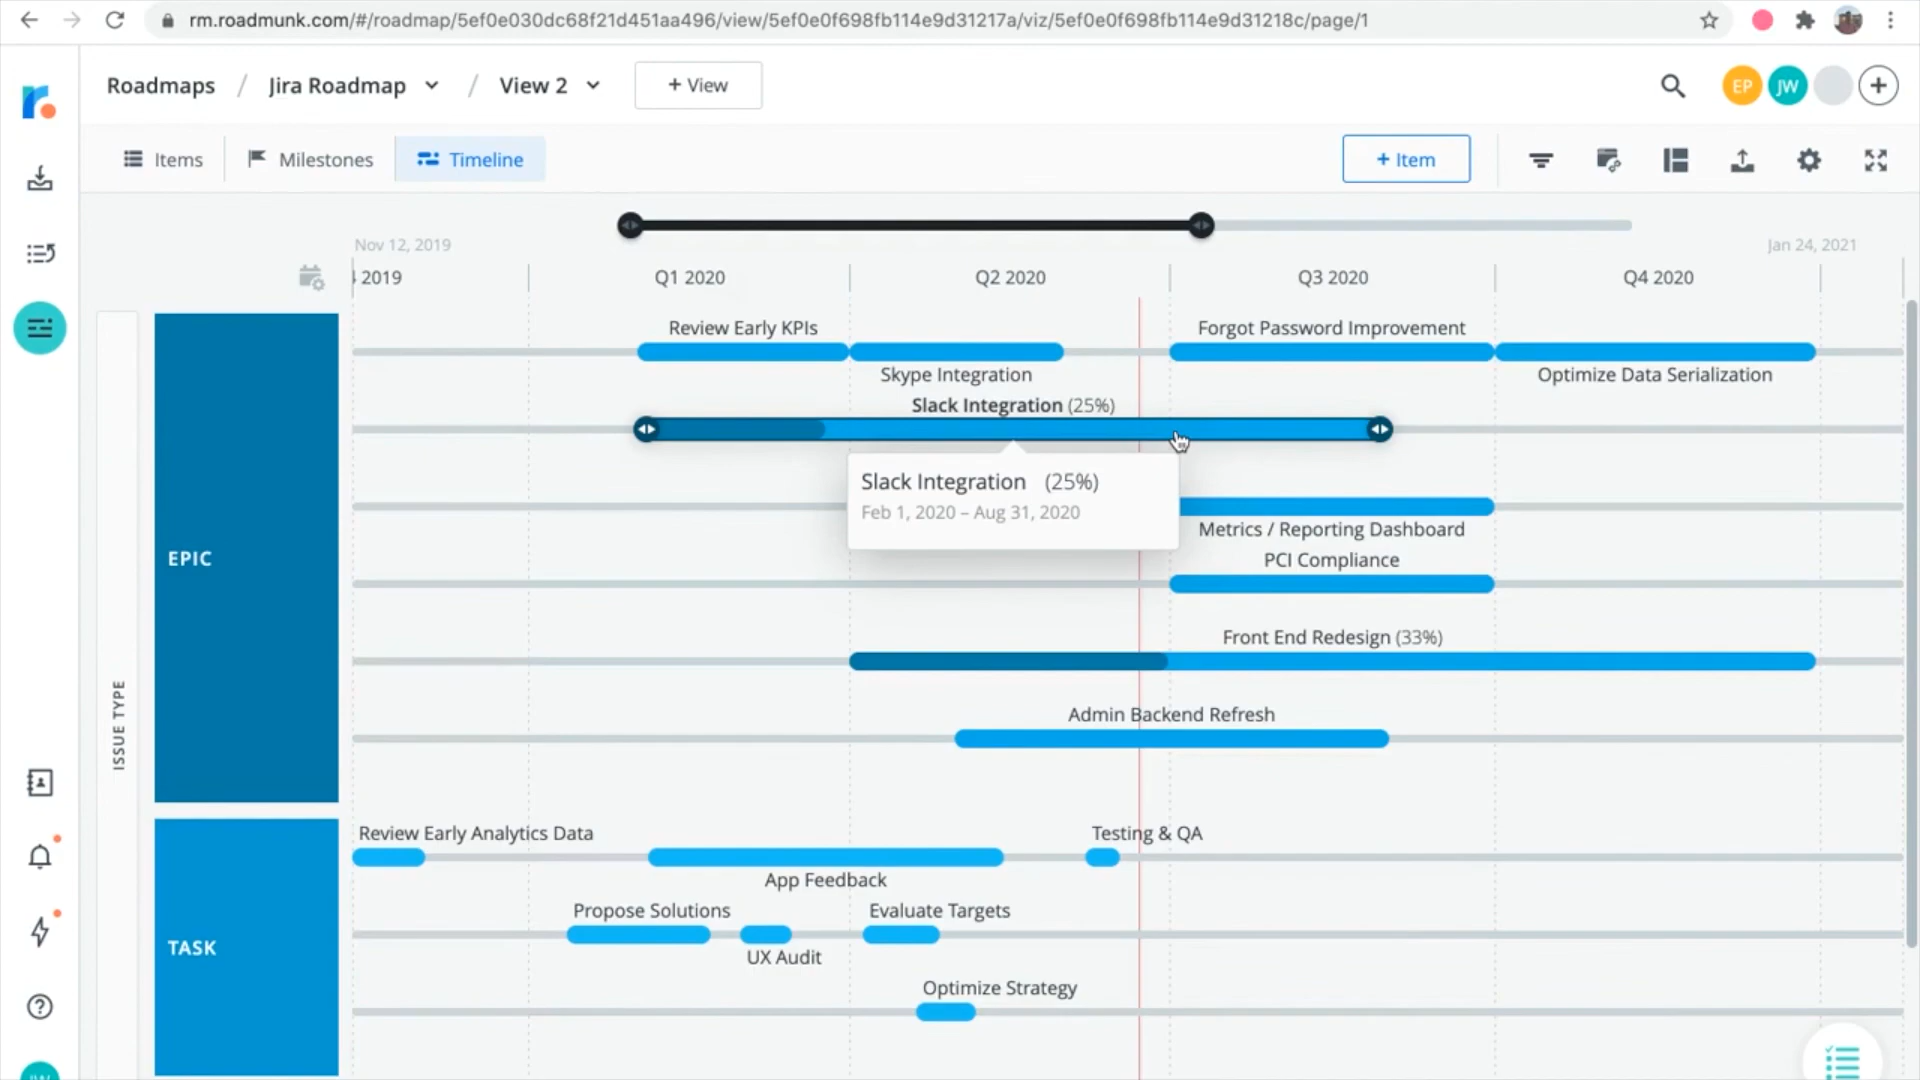 rm.roadmunk.com/#/roadmap/5ef0e030dc68f21d451aa496/view/5ef0e0f698fb114e9d31217a/viz/5ef0e0f698fb114e9d31218c/page/1
Roadmaps / Jira Roadmap / View 2 + View EP JW
Items Milestones Timeline + Item
Nov 12, 2019 Jan 24, 2021
2019 Q1 2020 Q2 2020 Q3 2020 Q4 2020
ISSUE TYPE
EPIC
Review Early KPIs Forgot Password Improvement
Skype Integration Optimize Data Serialization
Slack Integration (25%)
Slack Integration (25%)
Feb 1, 2020 – Aug 31, 2020
Metrics / Reporting Dashboard
PCI Compliance
Front End Redesign (33%)
Admin Backend Refresh
TASK
Review Early Analytics Data Testing & QA
App Feedback
Propose Solutions Evaluate Targets
UX Audit
Optimize Strategy